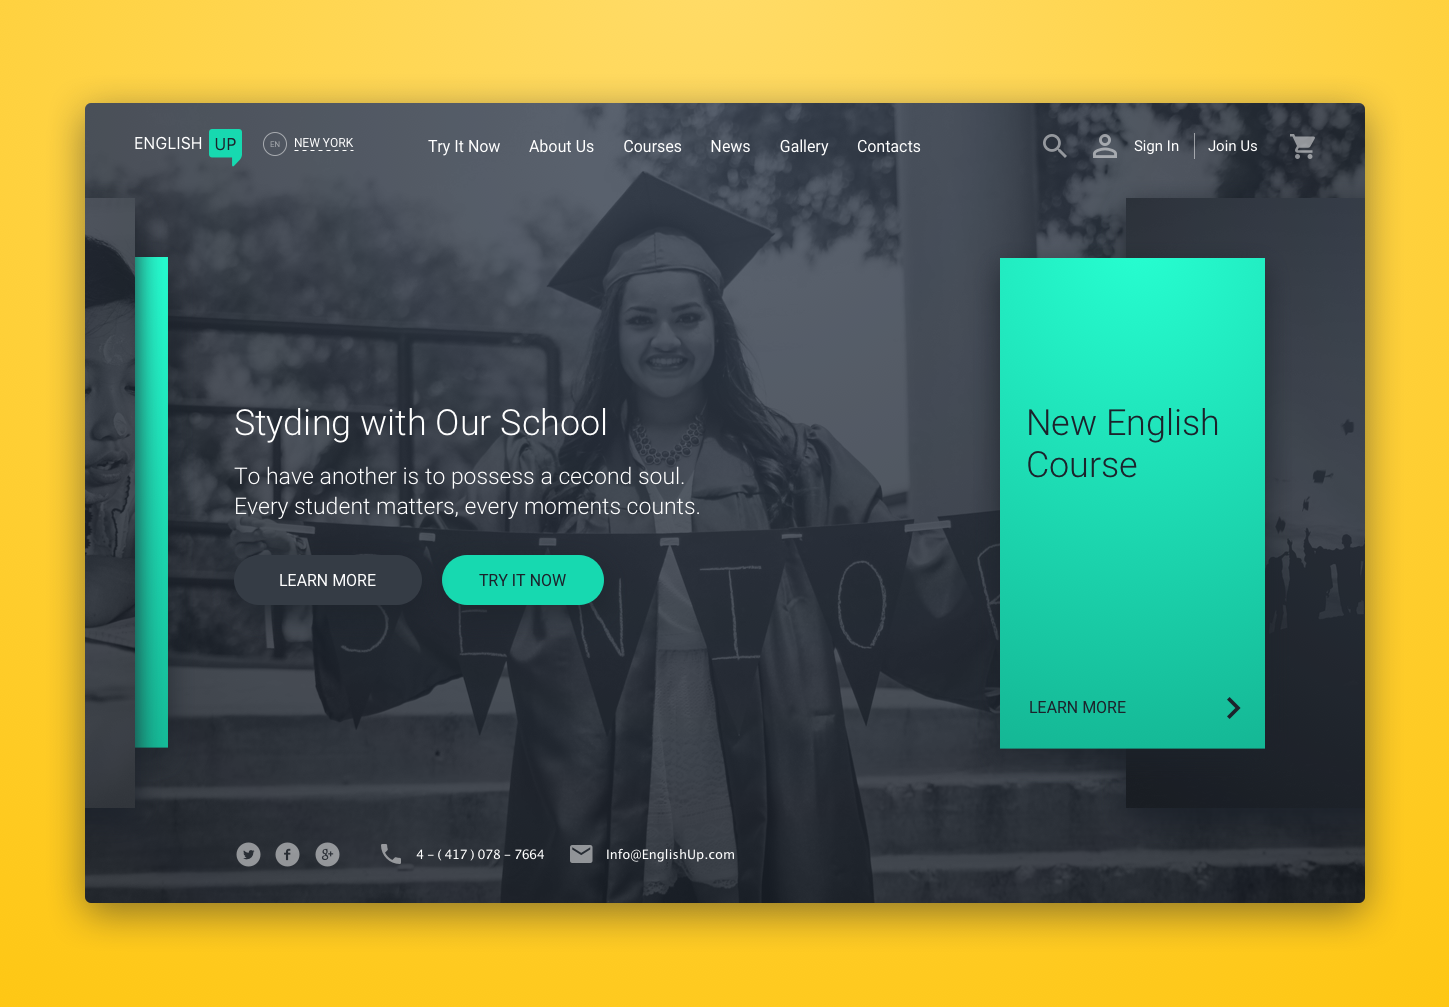 ENGLISH UP
EN
NEW YORK
Try It Now
About Us
Courses
News
Gallery
Contacts
Sign In
Join Us
Styding with Our School
To have another is to possess a cecond soul.
Every student matters, every moments counts.
LEARN MORE
TRY IT NOW
New English
Course
LEARN MORE
4 – ( 417 ) 078 – 7664
Info@EnglishUp.com